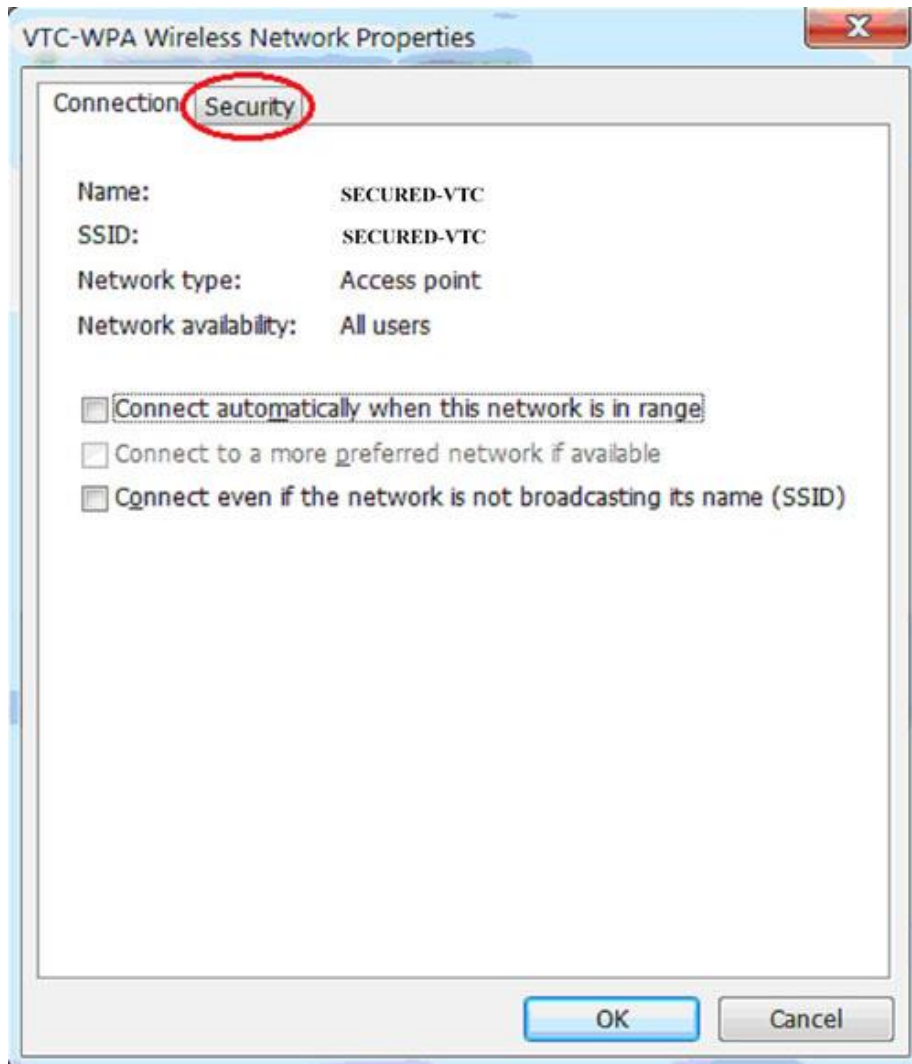 VTC-WPA Wireless Network Properties
Connection Security
Name: SECURED-VTC
SSID: SECURED-VTC
Network type: Access point
Network availability: All users
Connect automatically when this network is in range
Connect to a more preferred network if available
Connect even if the network is not broadcasting its name (SSID)
OK Cancel